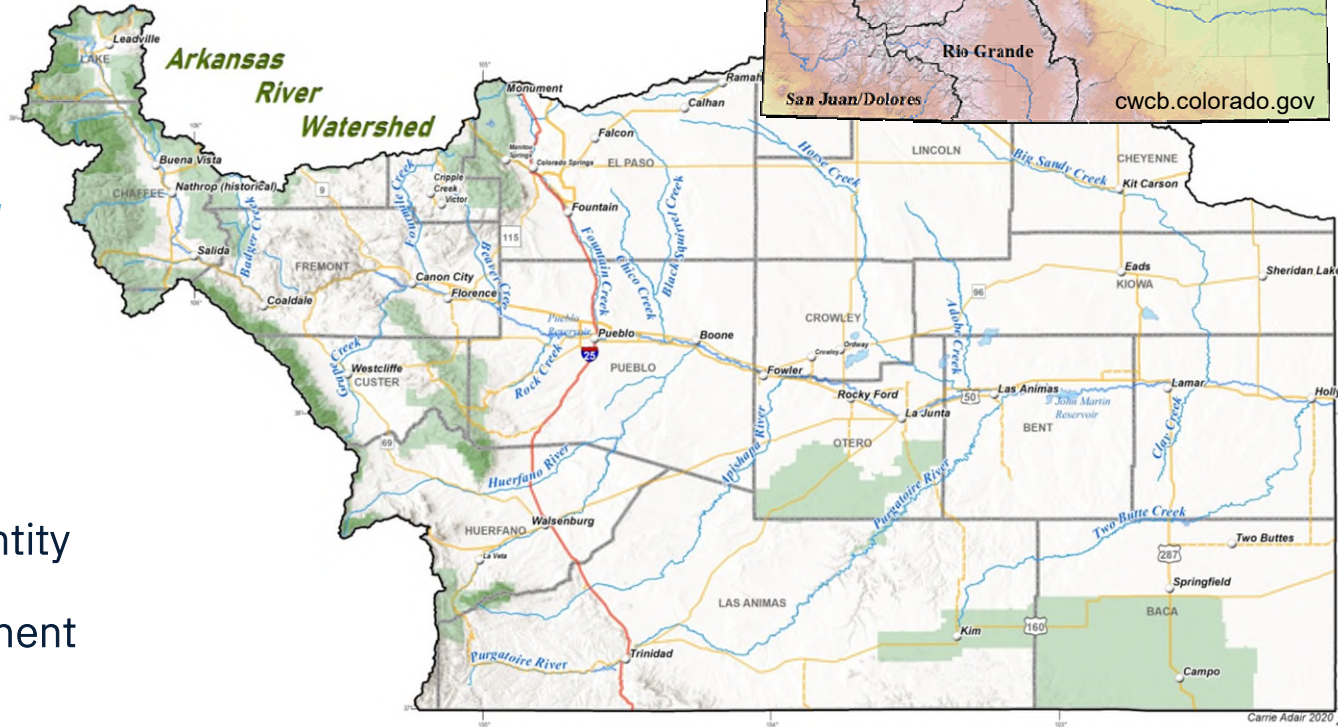 Arkansas
River
Watershed
Rio Grande
San Juan/Dolores
cwcb.colorado.gov
Leadville
LAKE
Buena Vista
Nathrop (historical)
CHAFFEE
Salida
Badger Creek
9
Fourmile Creek
Cripple
Creek
Victor
Monument
Manitou
Springs
Colorado Springs
Ramah
Calhan
Falcon
EL PASO
Fountain
115
Beaver Creek
Fountain Creek
Chico Creek
Black Squirrel Creek
Horse Creek
LINCOLN
Big Sandy Creek
CHEYENNE
Kit Carson
Eads
KIOWA
Sheridan Lake
FREMONT
Canon City
Florence
Coaldale
Pueblo
Reservoir
Pueblo
25
Boone
PUEBLO
Rock Creek
Grape Creek
Westcliffe
CUSTER
69
CROWLEY
96
Adobe Creek
Crowley
Ordway
Fowler
Rocky Ford
La Junta
50
Las Animas
John Martin
Reservoir
BENT
Lamar
Holly
Clay Creek
OTERO
Apishapa River
Purgatoire River
Two Butte Creek
Two Buttes
287
Springfield
BACA
Campo
160
Kim
LAS ANIMAS
Huerfano River
HUERFANO
Walsenburg
La Veta
Purgatoire River
Trinidad
ntity
ment
Carrie Adair 2020